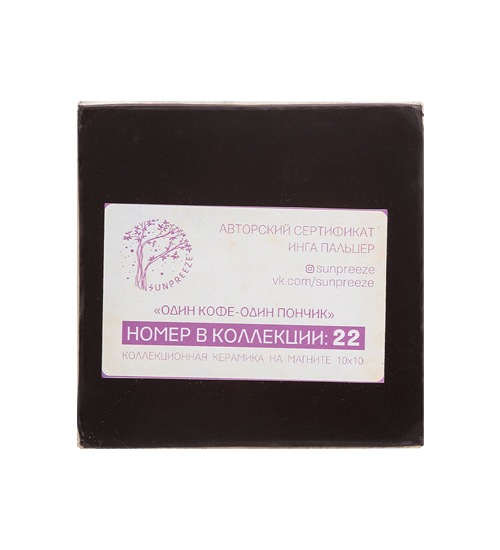 АВТОРСКИЙ СЕРТИФИКАТ
ИНГА ПАЛЬЦЕР
sunpreeze
vk.com/sunpreeze
SUNPREEZE
«ОДИН КОФЕ-ОДИН ПОНЧИК»
НОМЕР В КОЛЛЕКЦИИ: 22
КОЛЛЕКЦИОННАЯ КЕРАМИКА НА МАГНИТЕ 10х10